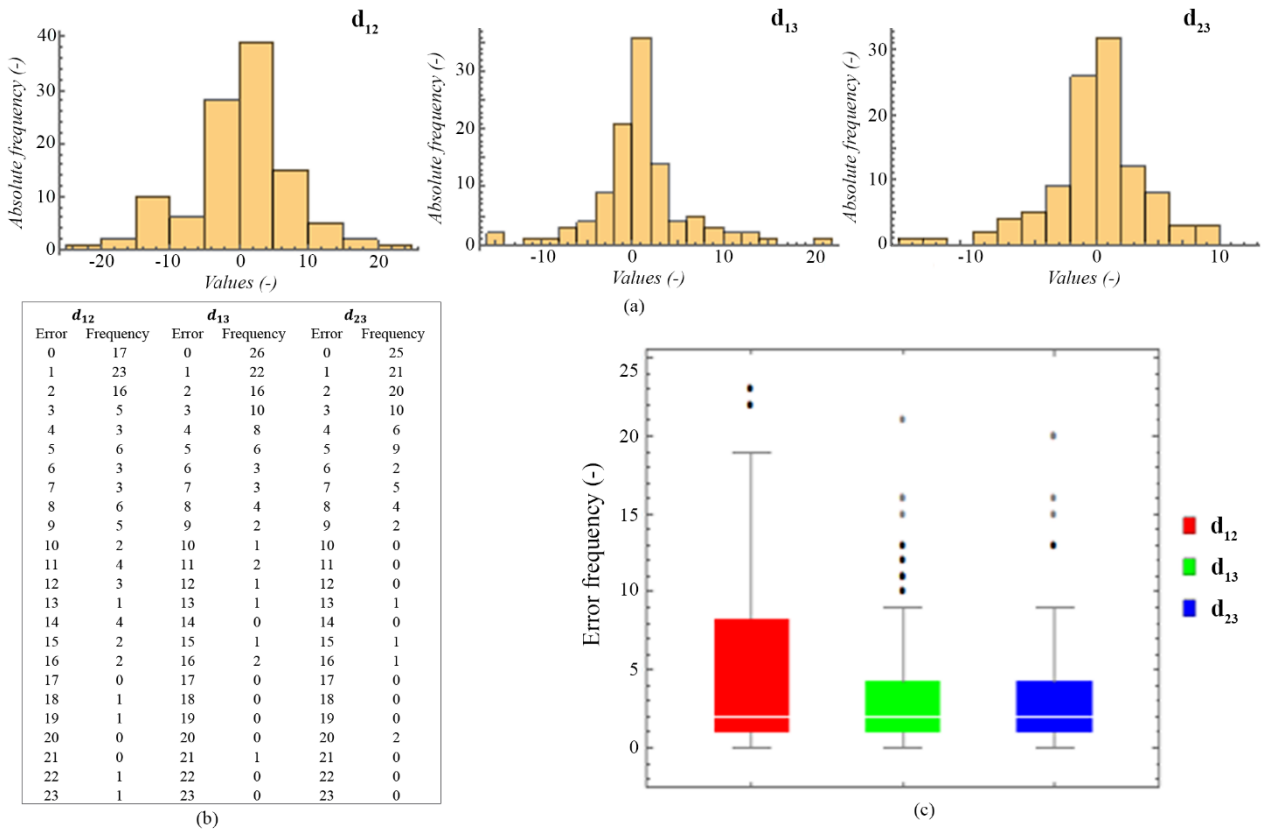 d12
d13
d23
Absolute frequency (-)
40
30
20
10
0
-20
-10
0
10
20
Values (-)
Absolute frequency (-)
30
20
10
0
-10
0
10
20
Values (-)
Absolute frequency (-)
30
20
10
0
-10
0
10
Values (-)
(a)
d12 d13 d23
Error Frequency Error Frequency Error Frequency
0 17 0 26 0 25
1 23 1 22 1 21
2 16 2 16 2 20
3 5 3 10 3 10
4 3 4 8 4 6
5 6 5 6 5 9
6 3 6 3 6 2
7 3 7 3 7 5
8 6 8 4 8 4
9 5 9 2 9 2
10 2 10 1 10 0
11 4 11 2 11 0
12 3 12 1 12 0
13 1 13 1 13 1
14 4 14 0 14 0
15 2 15 1 15 1
16 2 16 2 16 1
17 0 17 0 17 0
18 1 18 0 18 0
19 1 19 0 19 0
20 0 20 0 20 2
21 0 21 1 21 0
22 1 22 0 22 0
23 1 23 0 23 0
(b)
Error frequency (-)
25
20
15
10
5
0
d12
d13
d23
(c)